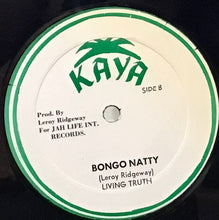 KAYA
SIDE B
Prod. By
Leroy Ridgeway
For JAH LIFE INT.
RECORDS.
BONGO NATTY
(Leroy Ridgeway)
LIVING TRUTH